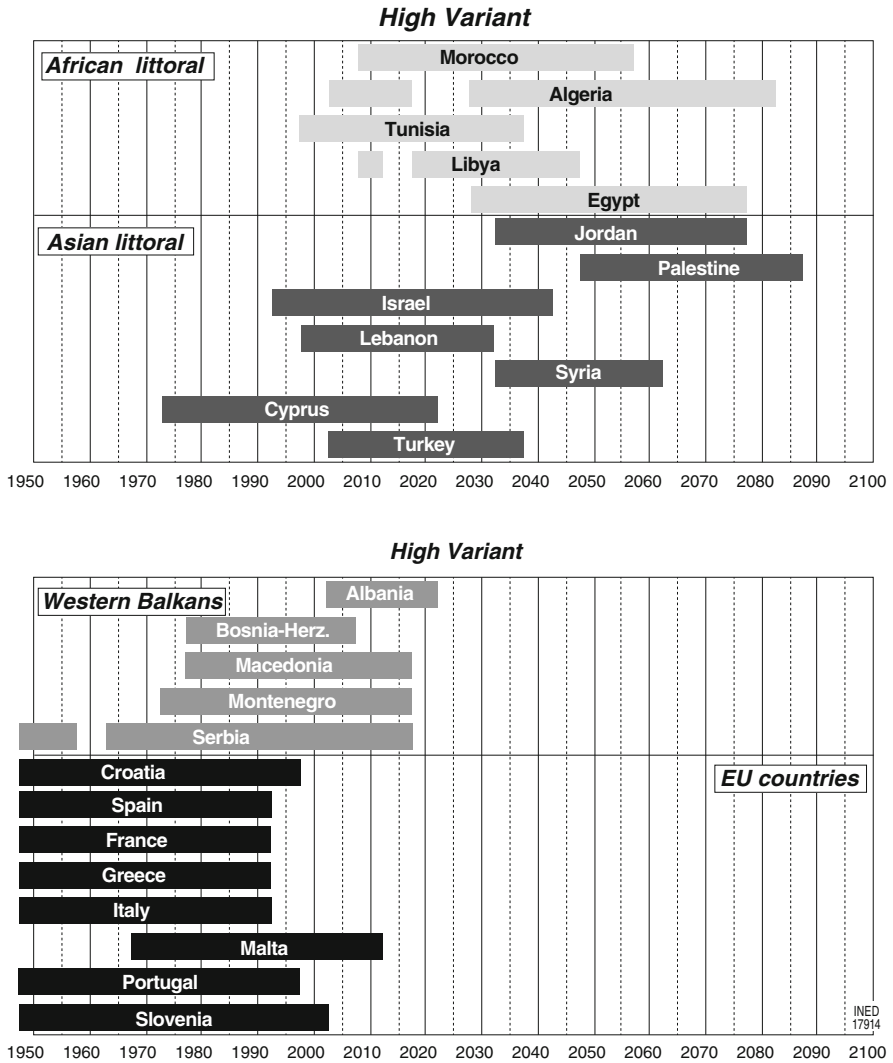 High Variant
African littoral
Morocco
Algeria
Tunisia
Libya
Egypt
Asian littoral
Jordan
Palestine
Israel
Lebanon
Syria
Cyprus
Turkey
1950 1960 1970 1980 1990 2000 2010 2020 2030 2040 2050 2060 2070 2080 2090 2100
High Variant
Western Balkans
Albania
Bosnia-Herz.
Macedonia
Montenegro
Serbia
Croatia
EU countries
Spain
France
Greece
Italy
Malta
Portugal
Slovenia
INED
17914
1950 1960 1970 1980 1990 2000 2010 2020 2030 2040 2050 2060 2070 2080 2090 2100